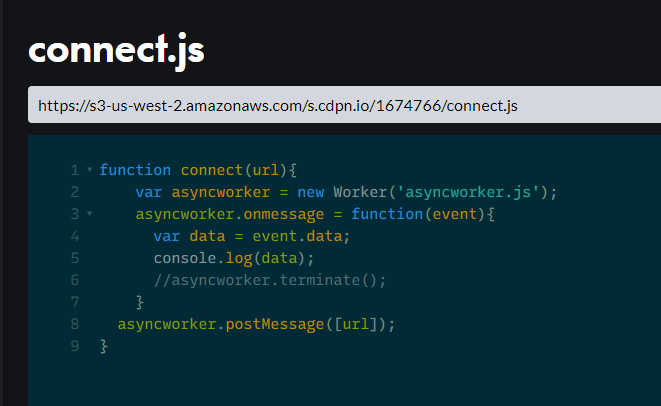 connect.js
https://s3-us-west-2.amazonaws.com/s.cdpn.io/1674766/connect.js
1 function connect(url){
2 var asyncworker = new Worker('asyncworker.js');
3 asyncworker.onmessage = function(event){
4 var data = event.data;
5 console.log(data);
6 //asyncworker.terminate();
7 }
8 asyncworker.postMessage([url]);
9 }